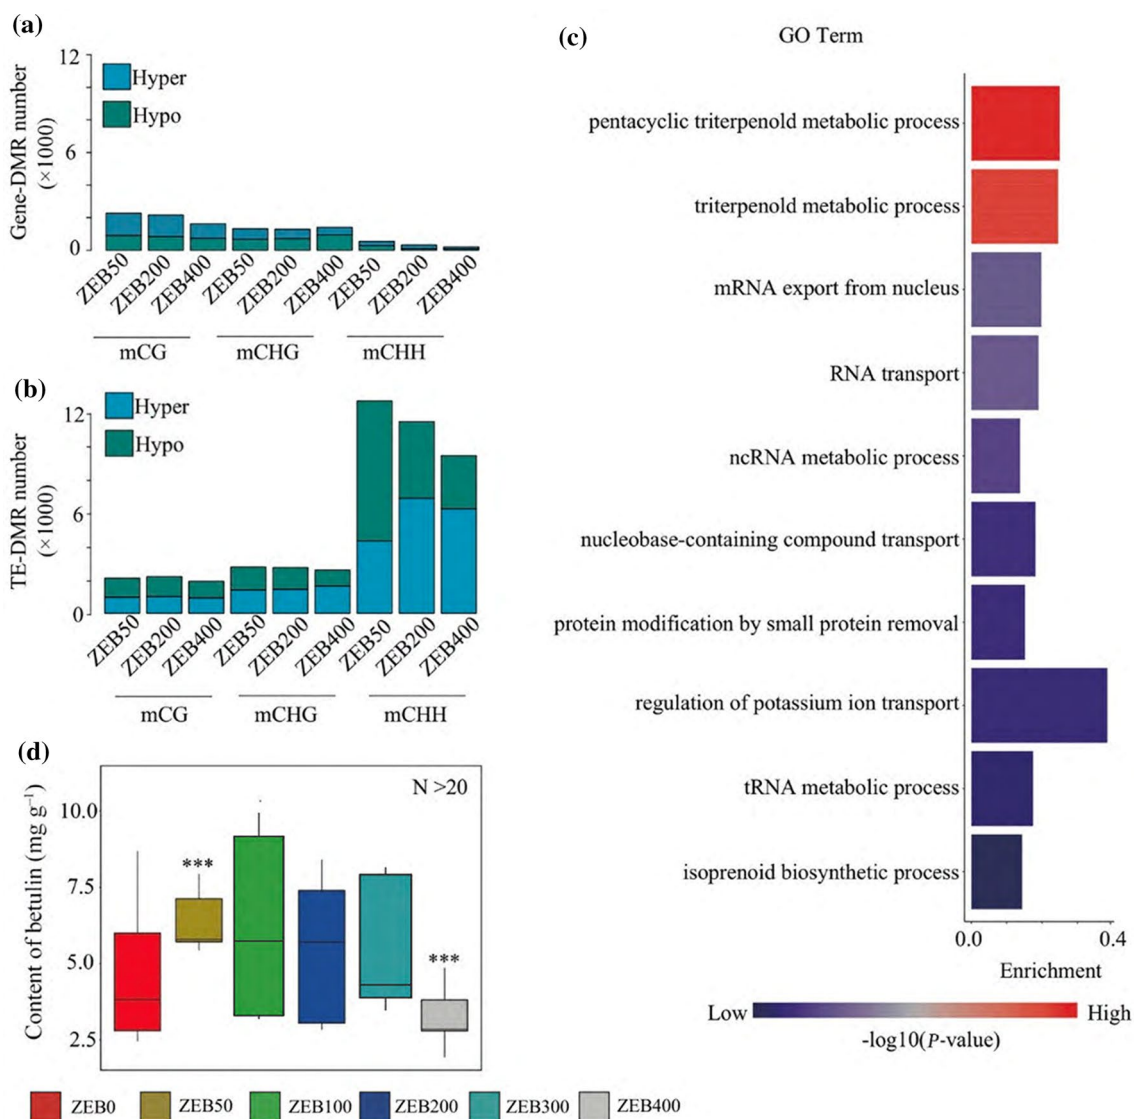 (a)
12
6
0
Gene-DMR number
(×1000)
Hyper
Hypo
ZEB50
ZEB200
ZEB400
ZEB50
ZEB200
ZEB400
ZEB50
ZEB200
ZEB400
mCG
mCHG
mCHH
(b)
12
6
0
TE-DMR number
(×1000)
Hyper
Hypo
ZEB50
ZEB200
ZEB400
ZEB50
ZEB200
ZEB400
ZEB50
ZEB200
ZEB400
mCG
mCHG
mCHH
(c)
GO Term
pentacyclic triterpenold metabolic process
triterpenold metabolic process
mRNA export from nucleus
RNA transport
ncRNA metabolic process
nucleobase-containing compound transport
protein modification by small protein removal
regulation of potassium ion transport
tRNA metabolic process
isoprenoid biosynthetic process
0.0
0.4
Enrichment
Low
High
-log10(P-value)
(d)
N >20
Content of betulin (mg g⁻¹)
10.0
7.5
5.0
2.5
***
***
ZEB0
ZEB50
ZEB100
ZEB200
ZEB300
ZEB400